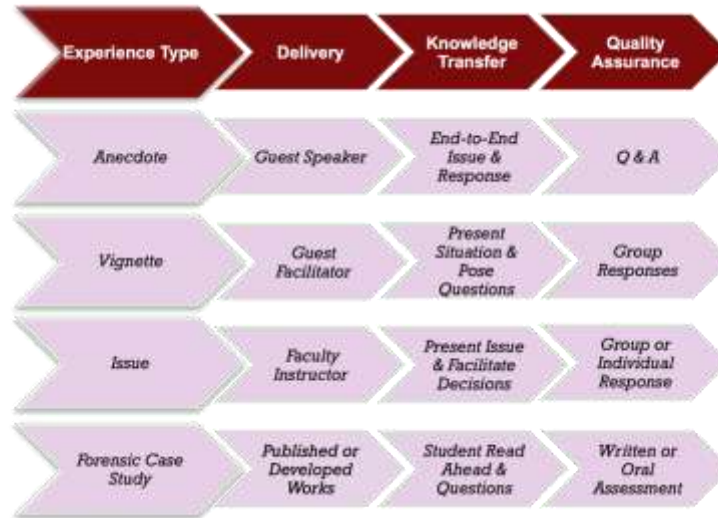 Experience Type
Delivery
Knowledge
Transfer
Quality
Assurance
Anecdote
Guest Speaker
End-to-End
Issue &
Response
Q & A
Vignette
Guest
Facilitator
Present
Situation &
Pose
Questions
Group
Responses
Issue
Faculty
Instructor
Present Issue
& Facilitate
Decisions
Group or
Individual
Response
Forensic Case
Study
Published or
Developed
Works
Student Read
Ahead &
Questions
Written or
Oral
Assessment